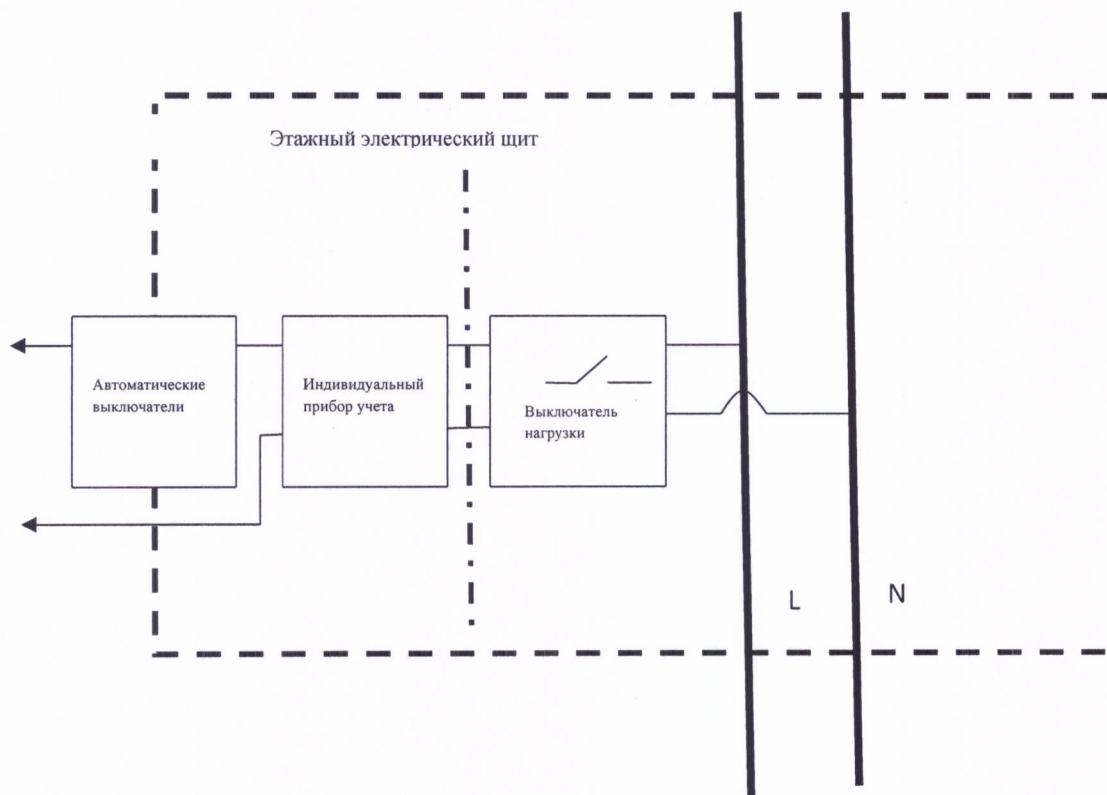 Этажный электрический щит
Автоматические
выключатели
Индивидуальный
прибор учета
Выключатель
нагрузки
L
N